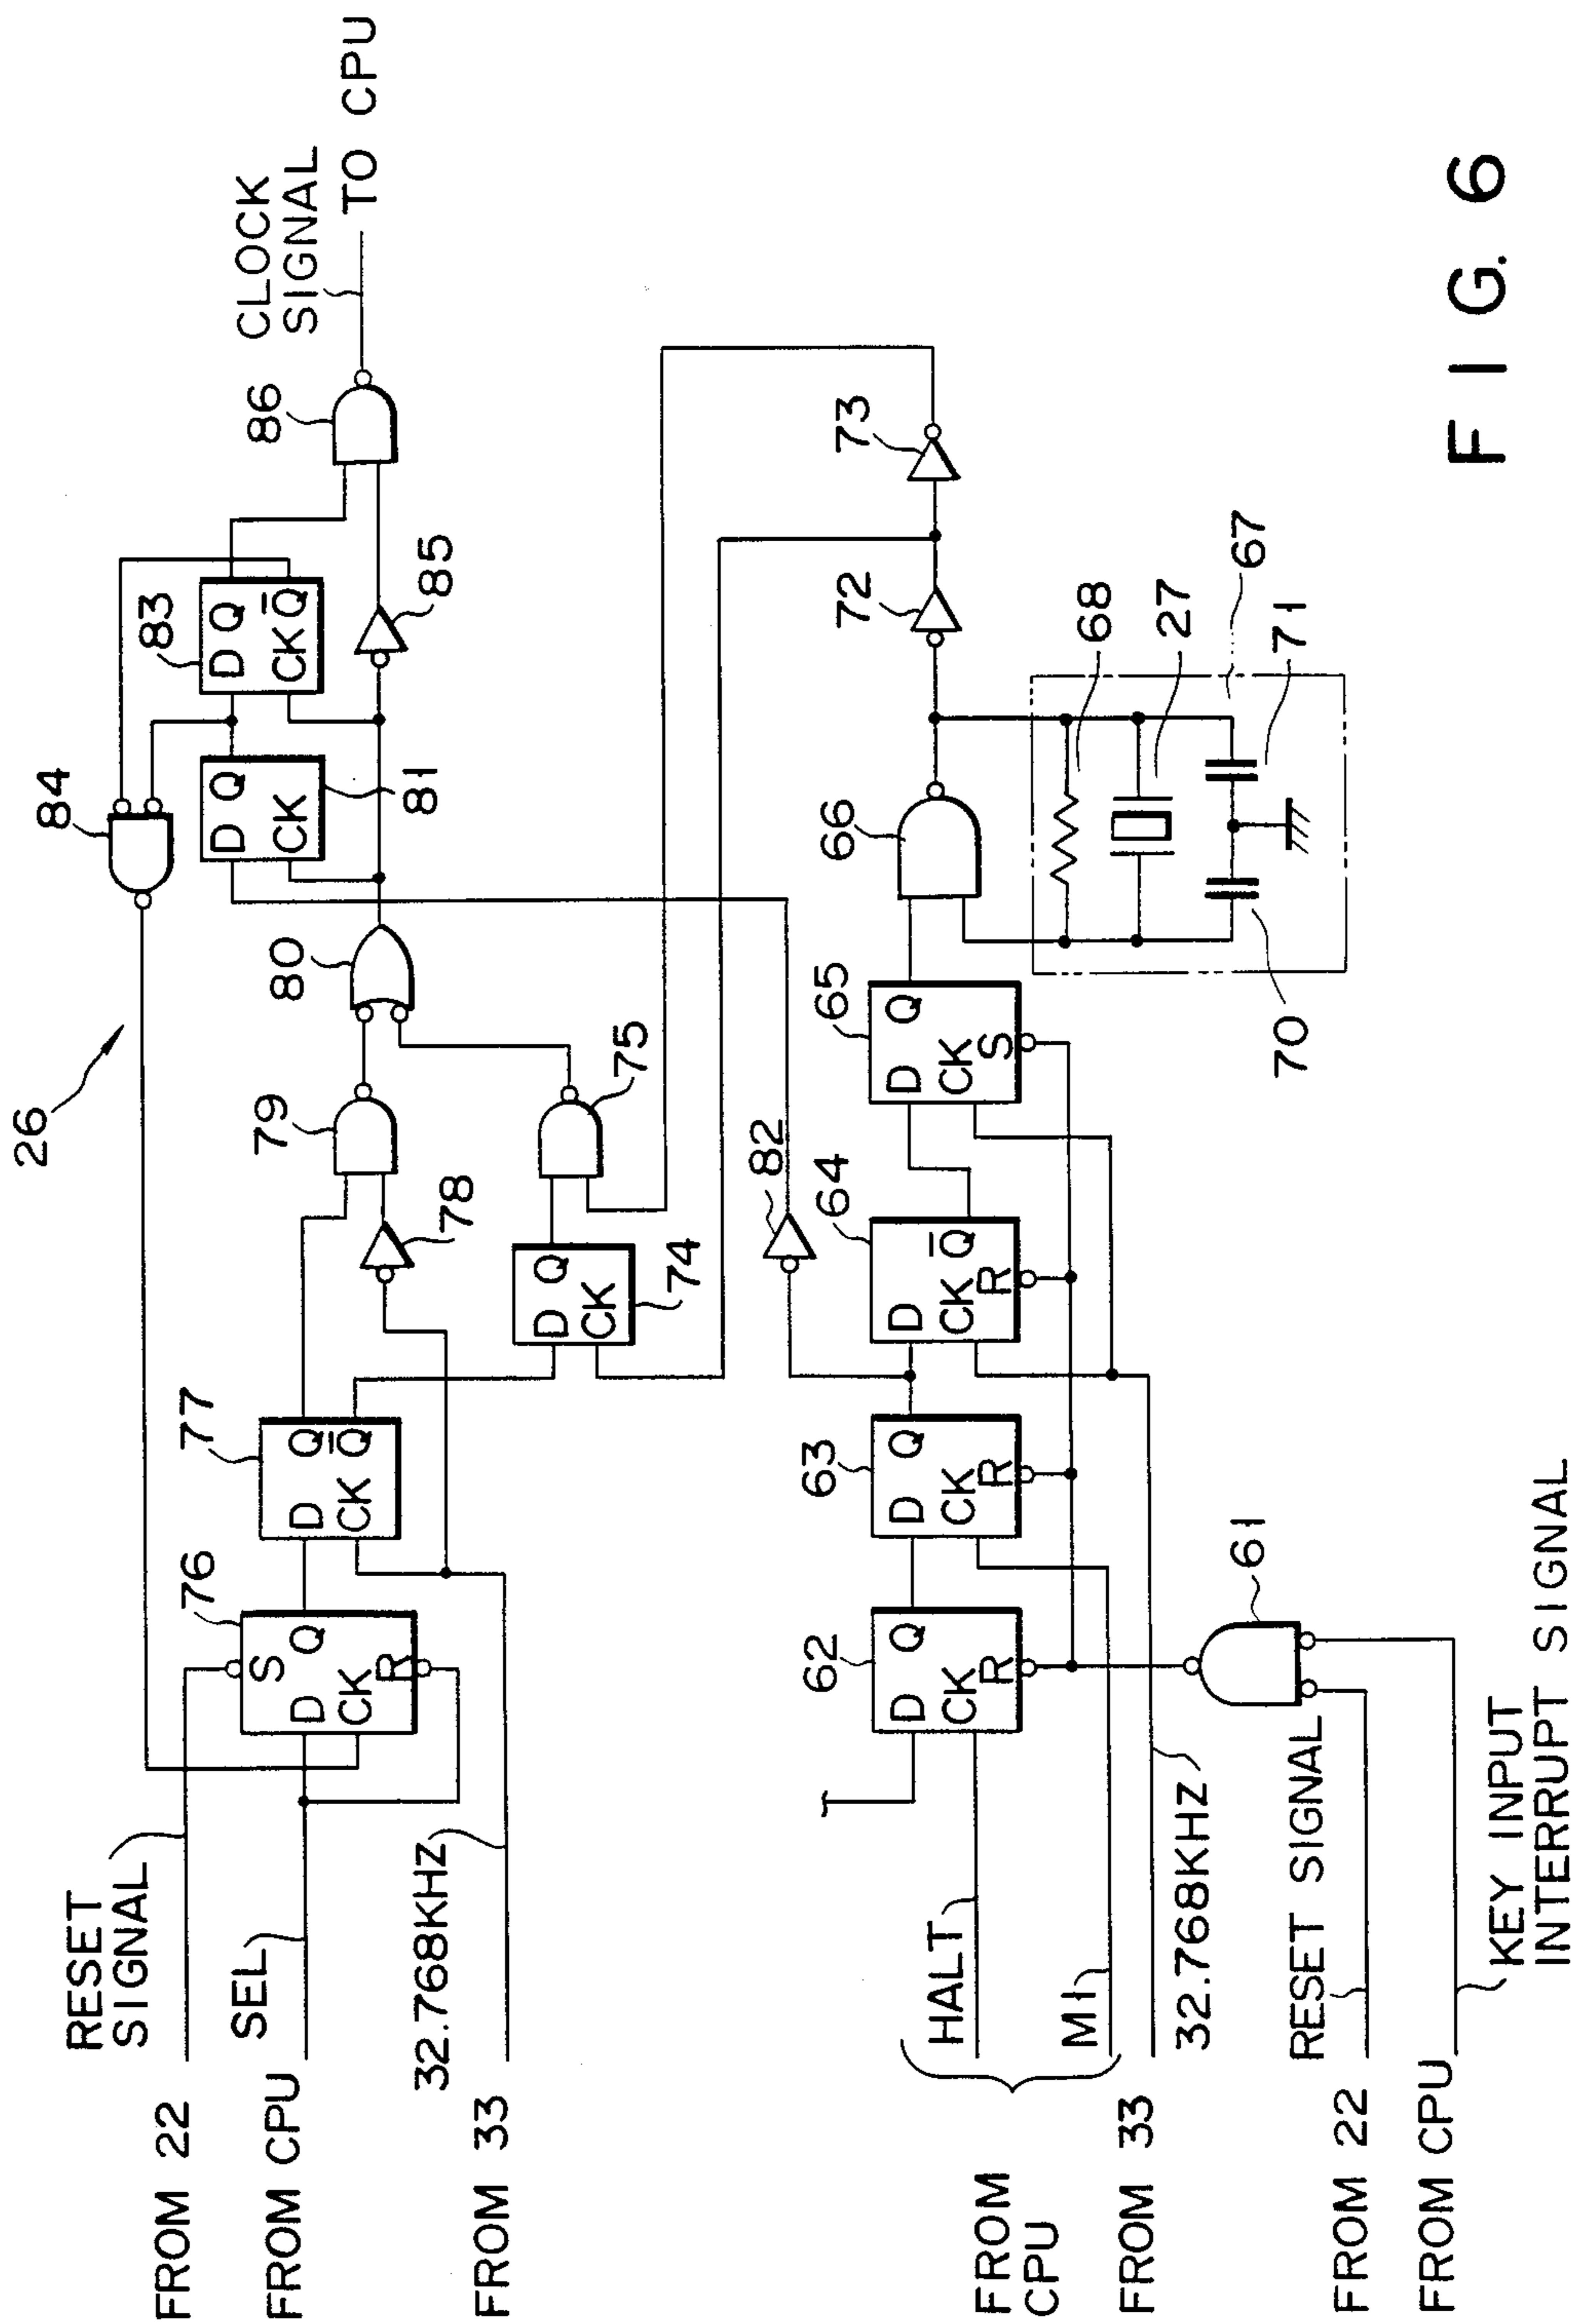 26
RESET
SIGNAL
FROM 22
SEL
FROM CPU
32.768KHZ
FROM 33
76
S
D Q
CK
R
77
D Q
CK Q̅
78
79
80
84
D Q
CK
81
83
D Q
CK Q̅
85
86
CLOCK
SIGNAL
TO CPU
D Q
CK
74
75
82
73
72
FROM
CPU
HALT
M1
FROM 33
32.768KHZ
62
D Q
CK
R
63
D Q
CK
R
64
D
CK Q̅
R
65
D Q
CK
S
66
68
27
67
70
71
61
RESET SIGNAL
FROM 22
FROM CPU
KEY INPUT
INTERRUPT SIGNAL
FIG. 6